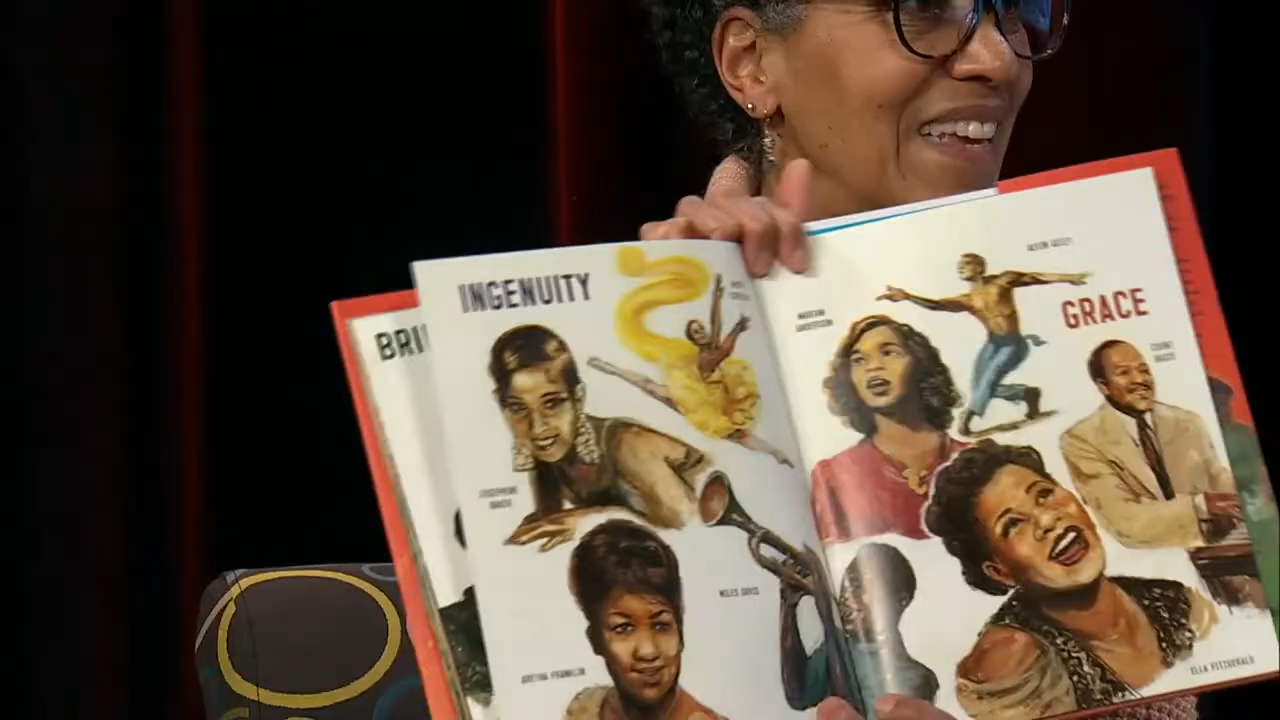 BRI
INGENUITY
JOSEPHINE
BAKER
ARETHA FRANKLIN
MILES DAVIS
MARIAN
ANDERSON
ALVIN AILEY
GRACE
COUNT
BASIE
ELLA FITZGERALD